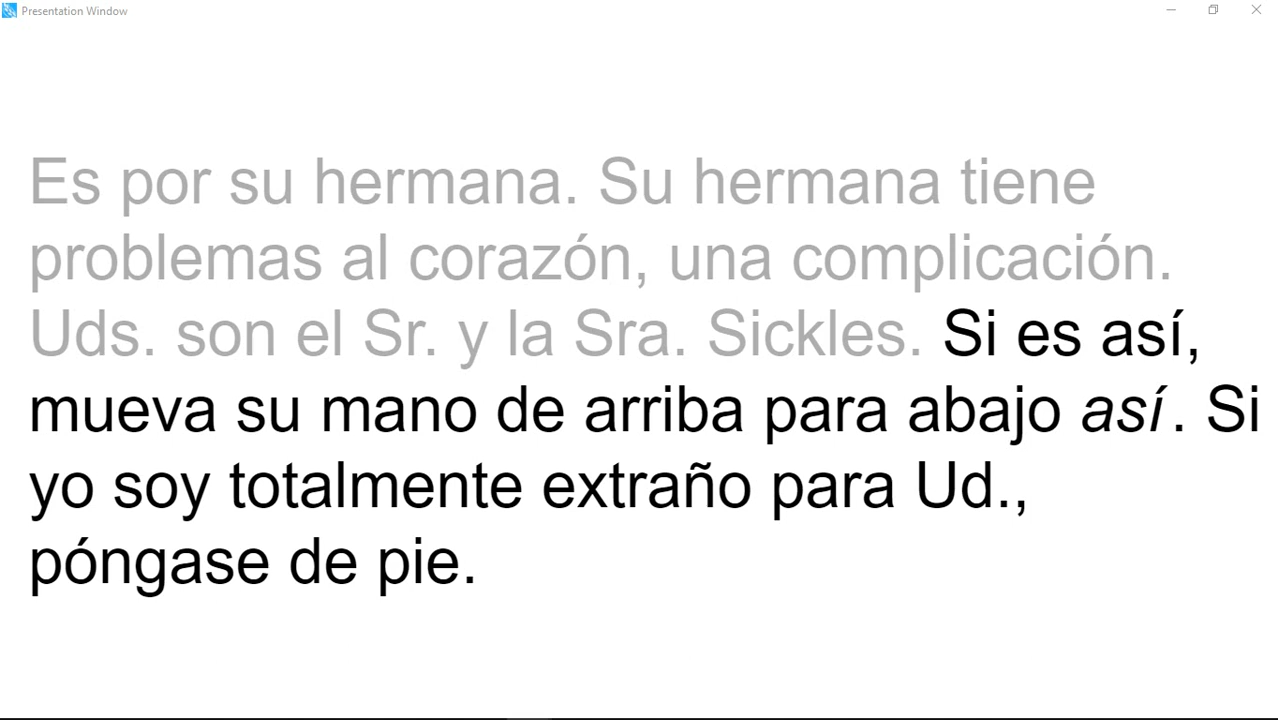 Presentation Window
Es por su hermana. Su hermana tiene
problemas al corazón, una complicación.
Uds. son el Sr. y la Sra. Sickles. Si es así,
mueva su mano de arriba para abajo así. Si
yo soy totalmente extraño para Ud.,
póngase de pie.